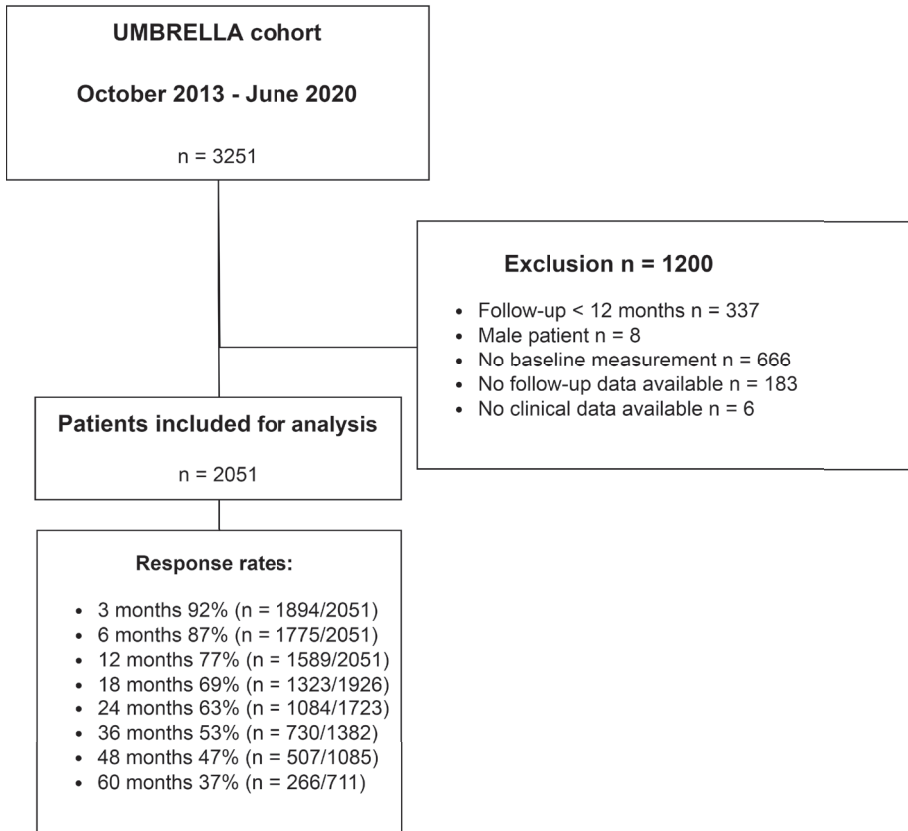 UMBRELLA cohort
October 2013 - June 2020
n = 3251
Exclusion n = 1200
• Follow-up < 12 months n = 337
• Male patient n = 8
• No baseline measurement n = 666
• No follow-up data available n = 183
• No clinical data available n = 6
Patients included for analysis
n = 2051
Response rates:
• 3 months 92% (n = 1894/2051)
• 6 months 87% (n = 1775/2051)
• 12 months 77% (n = 1589/2051)
• 18 months 69% (n = 1323/1926)
• 24 months 63% (n = 1084/1723)
• 36 months 53% (n = 730/1382)
• 48 months 47% (n = 507/1085)
• 60 months 37% (n = 266/711)